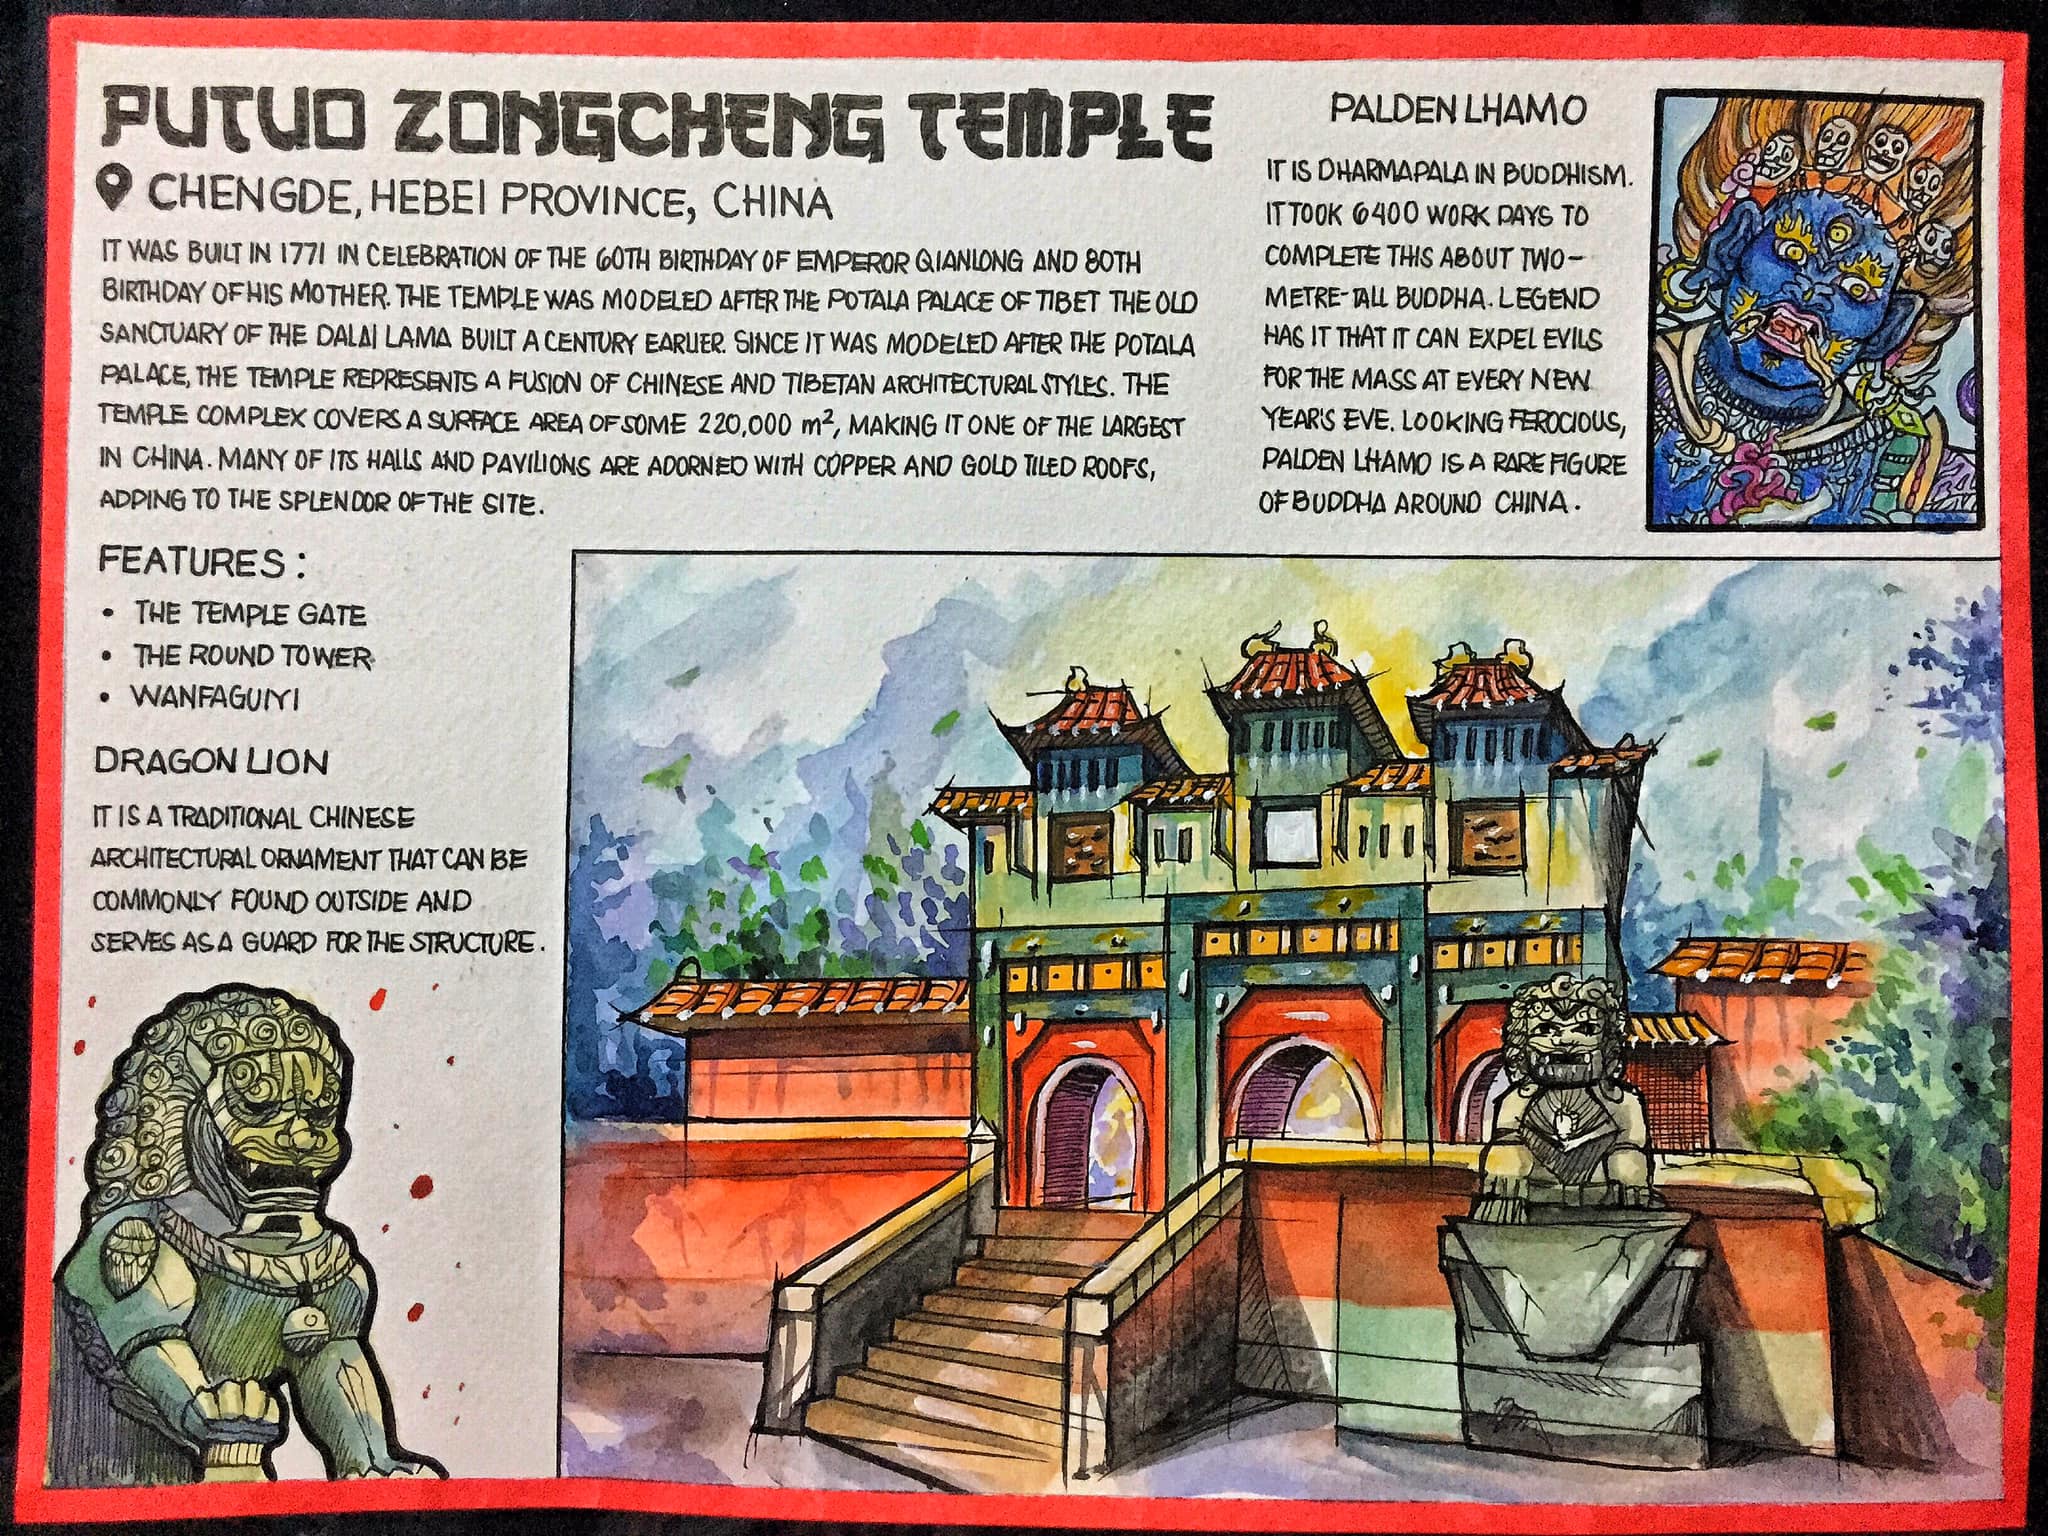 PUTUO ZONGCHENG TEMPLE
CHENGDE, HEBEI PROVINCE, CHINA
IT WAS BUILT IN 1771 IN CELEBRATION OF THE 60TH BIRTHDAY OF EMPEROR QIANLONG AND 80TH
BIRTHDAY OF HIS MOTHER. THE TEMPLE WAS MODELED AFTER THE POTALA PALACE OF TIBET THE OLD
SANCTUARY OF THE DALAI LAMA BUILT A CENTURY EARLIER. SINCE IT WAS MODELED AFTER THE POTALA
PALACE, THE TEMPLE REPRESENTS A FUSION OF CHINESE AND TIBETAN ARCHITECTURAL STYLES. THE
TEMPLE COMPLEX COVERS A SURFACE AREA OF SOME 220,000 m², MAKING IT ONE OF THE LARGEST
IN CHINA. MANY OF ITS HALLS AND PAVILIONS ARE ADORNED WITH COPPER AND GOLD TILED ROOFS,
ADDING TO THE SPLENDOR OF THE SITE.
PALDEN LHAMO
IT IS DHARMAPALA IN BUDDHISM.
IT TOOK 6400 WORK DAYS TO
COMPLETE THIS ABOUT TWO-
METRE-TALL BUDDHA. LEGEND
HAS IT THAT IT CAN EXPEL EVILS
FOR THE MASS AT EVERY NEW
YEAR'S EVE. LOOKING FEROCIOUS,
PALDEN LHAMO IS A RARE FIGURE
OF BUDDHA AROUND CHINA.
FEATURES:
• THE TEMPLE GATE
• THE ROUND TOWER
• WANFAGUIYI
DRAGON LION
IT IS A TRADITIONAL CHINESE
ARCHITECTURAL ORNAMENT THAT CAN BE
COMMONLY FOUND OUTSIDE AND
SERVES AS A GUARD FOR THE STRUCTURE.